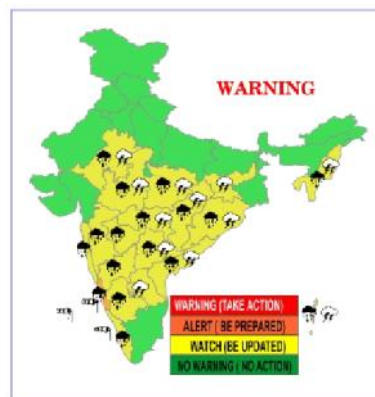 WARNING
WARNING (TAKE ACTION)
ALERT ( BE PREPARED)
WATCH (BE UPDATED)
NO WARNING ( NO ACTION)